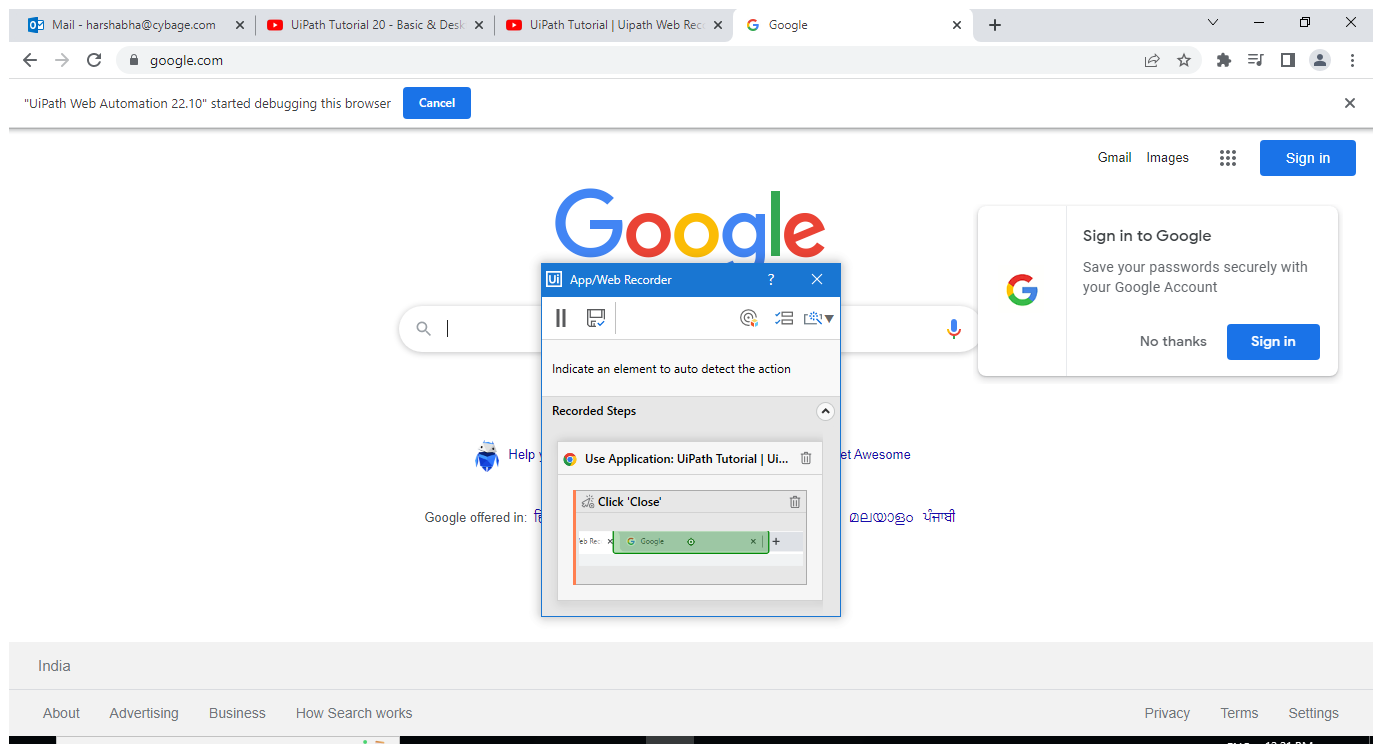 Mail - harshabha@cybage.com
UiPath Tutorial 20 - Basic & Desk
UiPath Tutorial | Uipath Web Rec
Google
google.com
"UiPath Web Automation 22.10" started debugging this browser
Cancel
Gmail Images
Sign in
Google
Sign in to Google
Save your passwords securely with
your Google Account
No thanks Sign in
Ui App/Web Recorder ?
Indicate an element to auto detect the action
Recorded Steps
Help
et Awesome
Use Application: UiPath Tutorial | Ui...
Click 'Close'
Google
Google offered in:
മലയാളം ਪੰਜਾਬੀ
India
About Advertising Business How Search works
Privacy Terms Settings